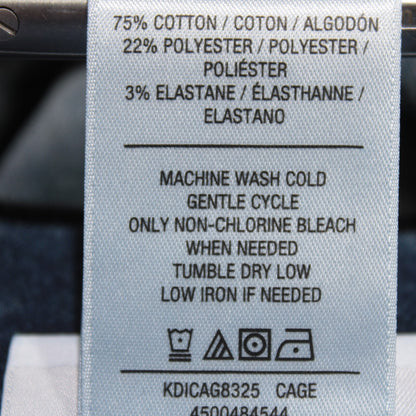 75% COTTON / COTON / ALGODÓN
22% POLYESTER / POLYESTER /
POLIÉSTER
3% ELASTANE / ÉLASTHANNE /
ELASTANO
MACHINE WASH COLD
GENTLE CYCLE
ONLY NON-CHLORINE BLEACH
WHEN NEEDED
TUMBLE DRY LOW
LOW IRON IF NEEDED
KDICAG8325 CAGE
4500484544